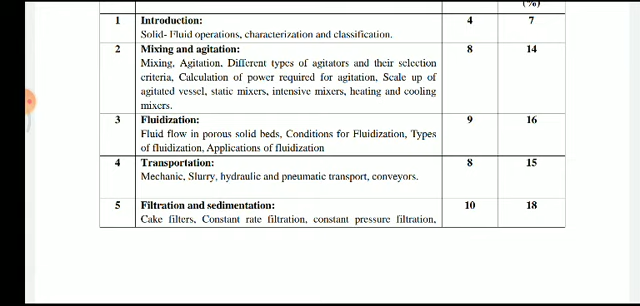 (%)
1 Introduction: 4 7
Solid- Fluid operations, characterization and classification.
2 Mixing and agitation: 8 14
Mixing, Agitation, Different types of agitators and their selection
criteria, Calculation of power required for agitation, Scale up of
agitated vessel, static mixers, intensive mixers, heating and cooling
mixers.
3 Fluidization: 9 16
Fluid flow in porous solid beds, Conditions for Fluidization, Types
of fluidization, Applications of fluidization
4 Transportation: 8 15
Mechanic, Slurry, hydraulic and pneumatic transport, conveyors.
5 Filtration and sedimentation: 10 18
Cake filters, Constant rate filtration, constant pressure filtration,